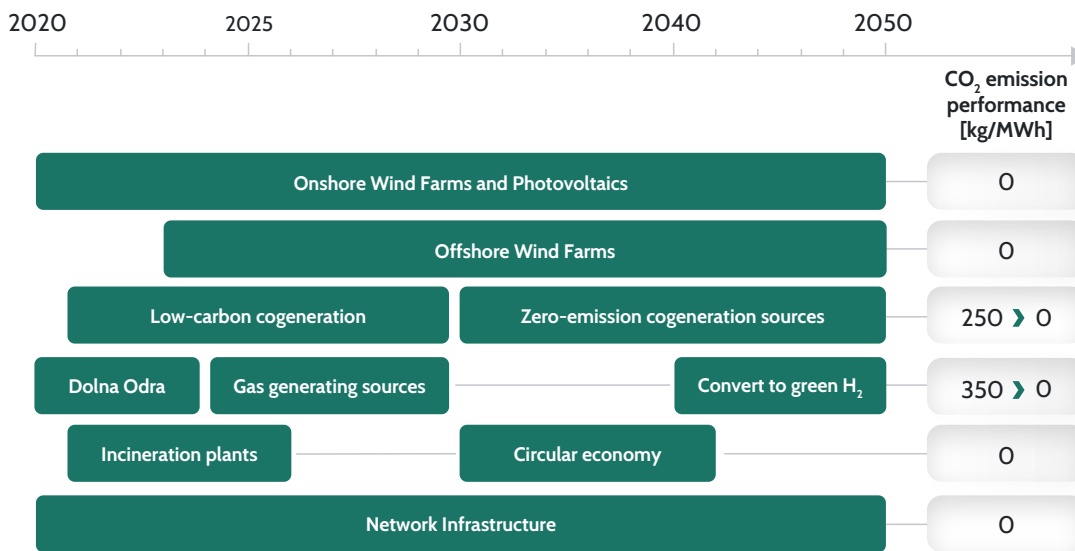 2020 2025 2030 2040 2050
CO₂ emission
performance
[kg/MWh]
Onshore Wind Farms and Photovoltaics 0
Offshore Wind Farms 0
Low-carbon cogeneration Zero-emission cogeneration sources 250 › 0
Dolna Odra Gas generating sources Convert to green H₂ 350 › 0
Incineration plants Circular economy 0
Network Infrastructure 0